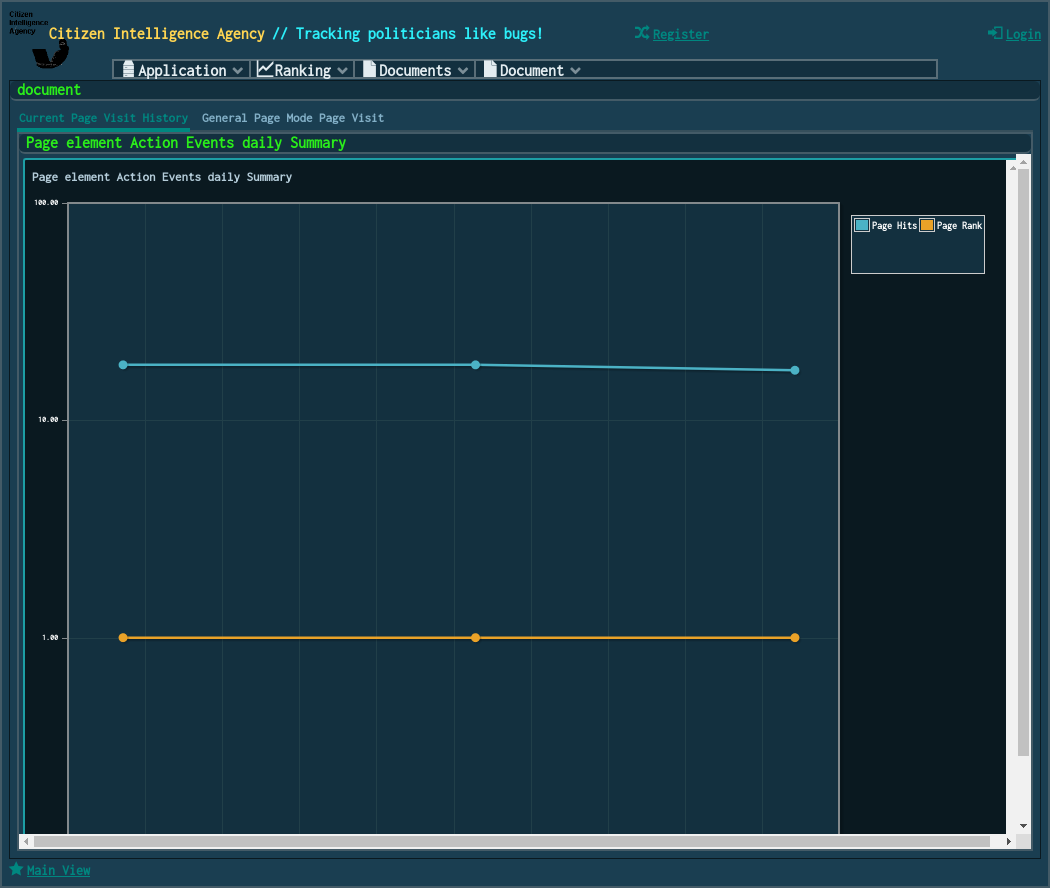 Citizen
Intelligence
Agency
Citizen Intelligence Agency // Tracking politicians like bugs!
Register
Login
Application
Ranking
Documents
Document
document
Current Page Visit History
General Page Mode Page Visit
Page element Action Events daily Summary
Page element Action Events daily Summary
100.00
Page Hits
Page Rank
10.00
1.00
Main View